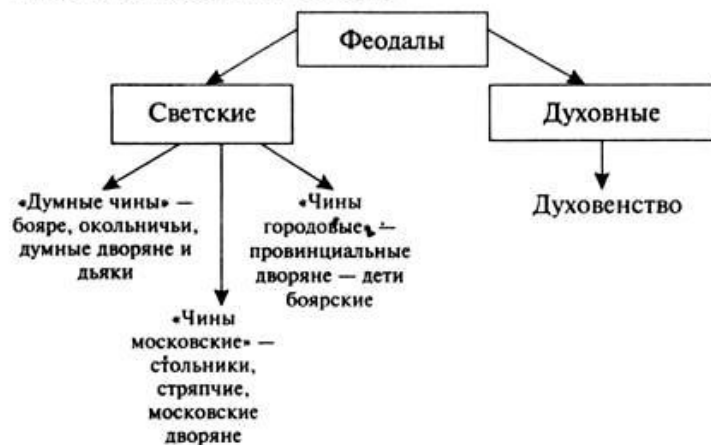 Феодалы
Светские
Духовные
«Думные чины» —
бояре, окольничьи,
думные дворяне и
дьяки
«Чины
московские» —
стольники,
стряпчие,
московские
дворяне
«Чины
городовые» —
провинциальные
дворяне — дети
боярские
Духовенство